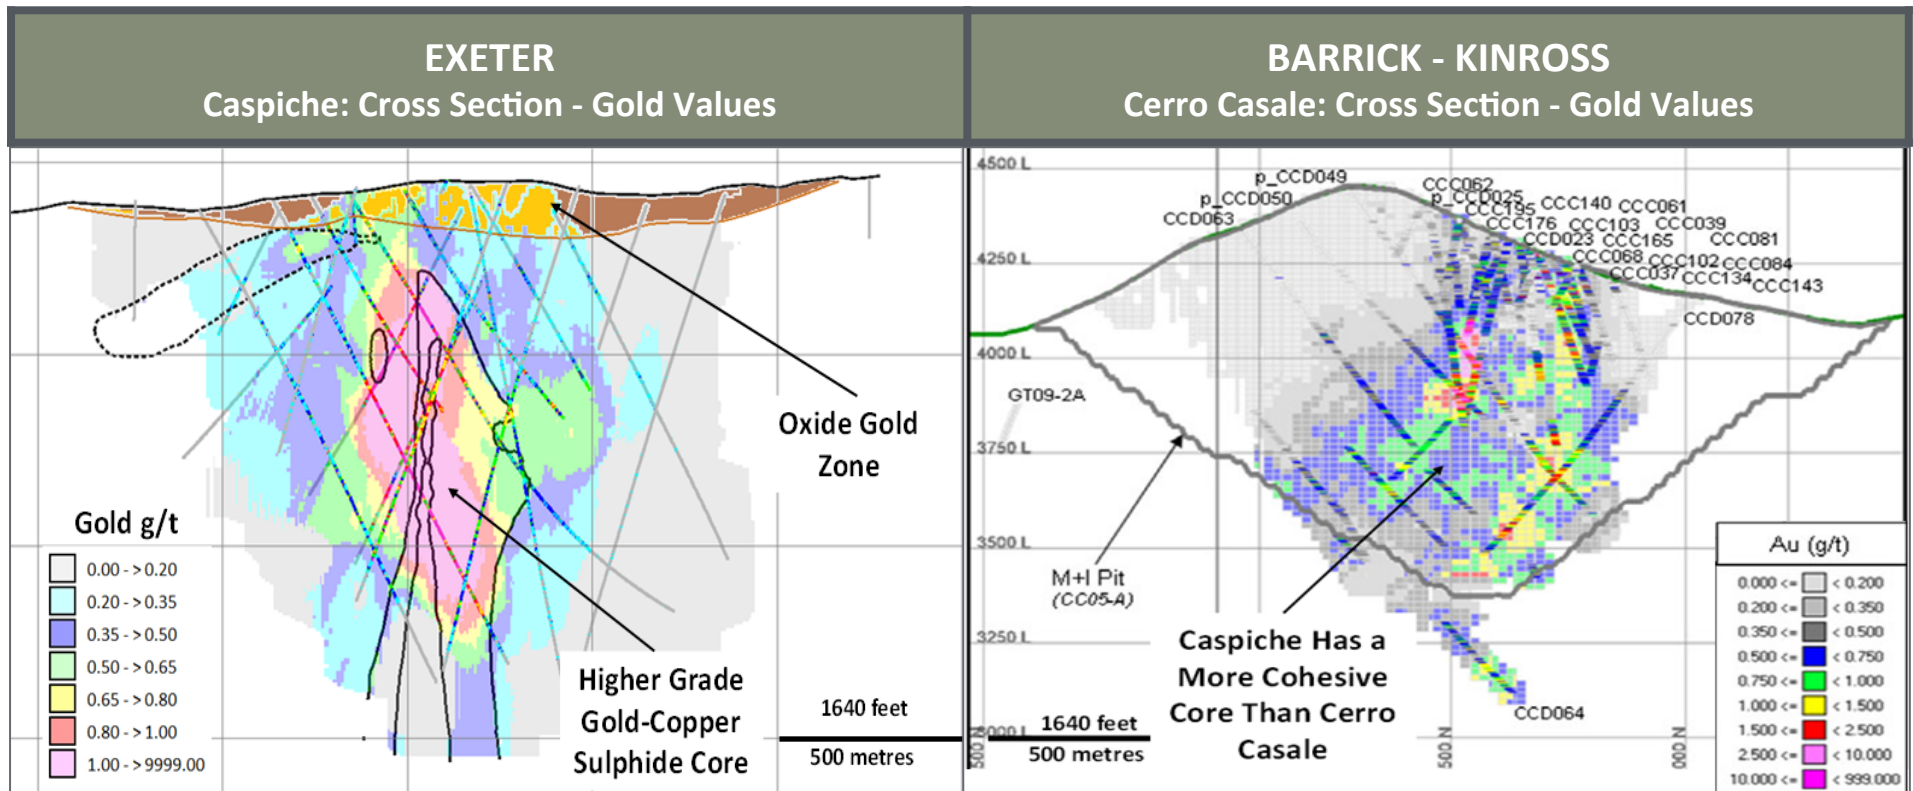 EXETER
Caspiche: Cross Section - Gold Values
BARRICK - KINROSS
Cerro Casale: Cross Section - Gold Values
Oxide Gold
Zone
Higher Grade
Gold-Copper
Sulphide Core
Gold g/t
0.00 - > 0.20
0.20 - > 0.35
0.35 - > 0.50
0.50 - > 0.65
0.65 - > 0.80
0.80 - > 1.00
1.00 - > 9999.00
1640 feet
500 metres
4500 L
4250 L
4000 L
3750 L
3500 L
3250 L
p_CCD049
p_CCD050
CCD063
CCC062
p_CCD025
CCC195
CCC140
CCC061
CCC176
CCC103
CCC039
CCD023
CCC165
CCC081
CCC068
CCC102
CCC084
CCC037
CCC134
CCC143
CCD078
GT09-2A
M+I Pit
(CC05-A)
Caspiche Has a
More Cohesive
Core Than Cerro
Casale
CCD064
1640 feet
500 metres
500 N
Au (g/t)
0.000 <= < 0.200
0.200 <= < 0.350
0.350 <= < 0.500
0.500 <= < 0.750
0.750 <= < 1.000
1.000 <= < 1.500
1.500 <= < 2.500
2.500 <= < 10.000
10.000 <= < 999.000